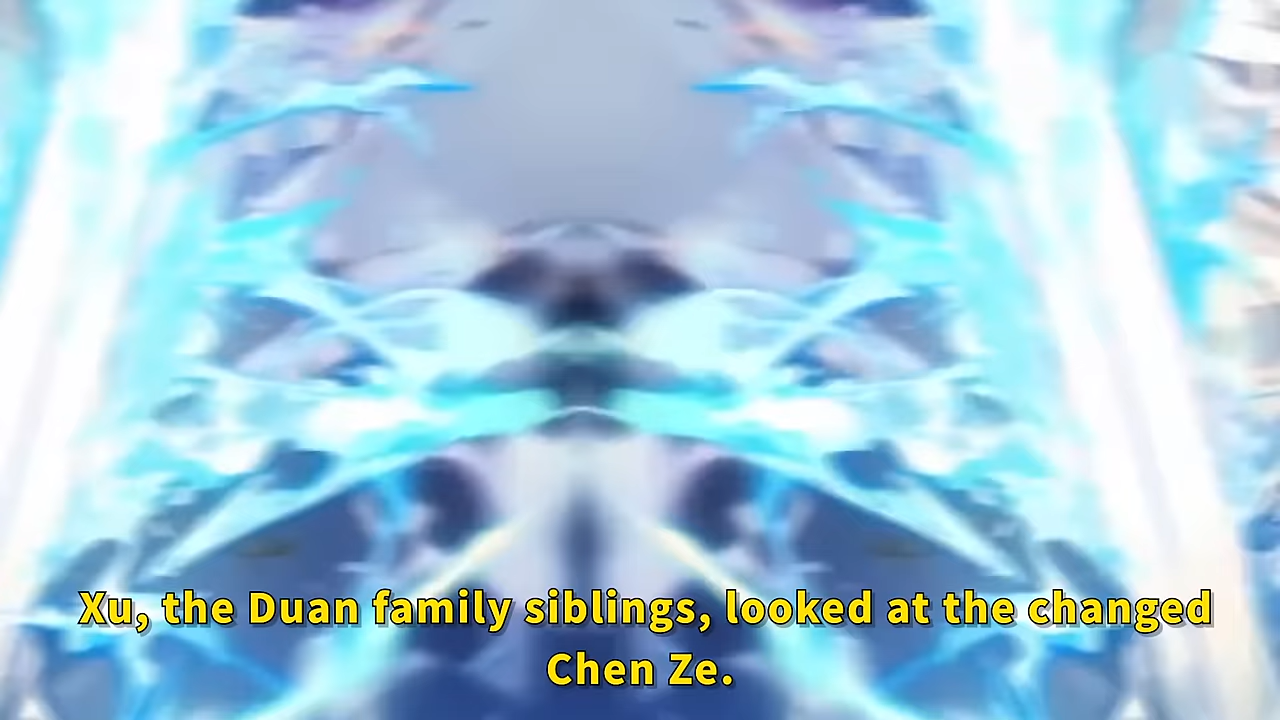 Xu, the Duan family siblings, looked at the changed
Chen Ze.